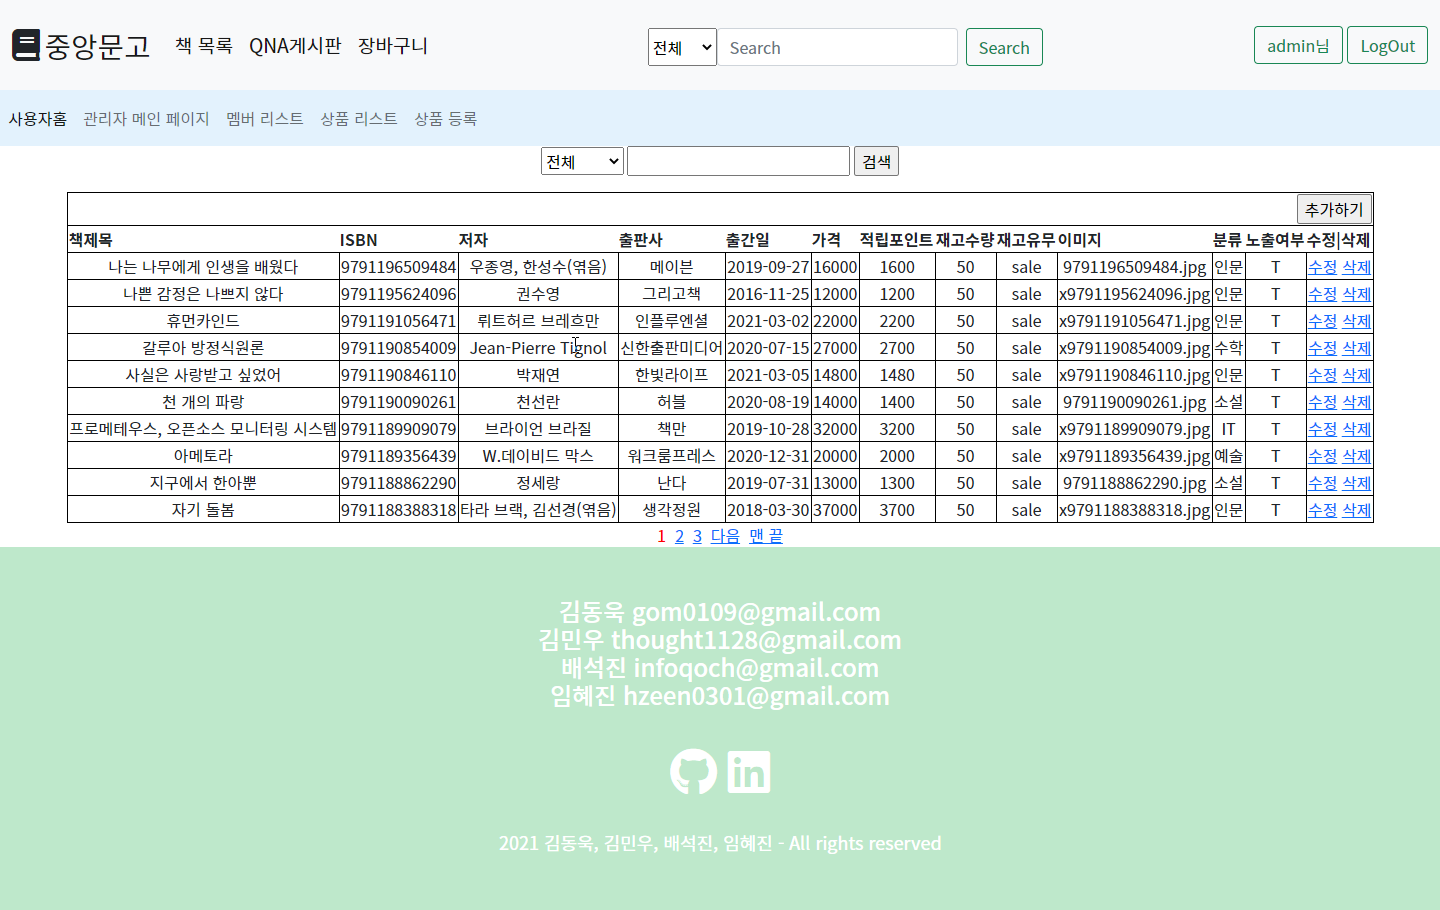 중앙문고 책 목록 QNA게시판 장바구니 전체 Search Search admin님 LogOut
사용자홈 관리자 메인 페이지 멤버 리스트 상품 리스트 상품 등록
전체 검색
추가하기
책제목 ISBN 저자 출판사 출간일 가격 적립포인트 재고수량 재고유무 이미지 분류 노출여부 수정|삭제
나는 나무에게 인생을 배웠다 9791196509484 우종영, 한성수(엮음) 메이븐 2019-09-27 16000 1600 50 sale 9791196509484.jpg 인문 T 수정 삭제
나쁜 감정은 나쁘지 않다 9791195624096 권수영 그리고책 2016-11-25 12000 1200 50 sale x9791195624096.jpg 인문 T 수정 삭제
휴먼카인드 9791191056471 뤼트허르 브레흐만 인플루엔셜 2021-03-02 22000 2200 50 sale x9791191056471.jpg 인문 T 수정 삭제
갈루아 방정식원론 9791190854009 Jean-Pierre Tignol 신한출판미디어 2020-07-15 27000 2700 50 sale x9791190854009.jpg 수학 T 수정 삭제
사실은 사랑받고 싶었어 9791190846110 박재연 한빛라이프 2021-03-05 14800 1480 50 sale x9791190846110.jpg 인문 T 수정 삭제
천 개의 파랑 9791190090261 천선란 허블 2020-08-19 14000 1400 50 sale 9791190090261.jpg 소설 T 수정 삭제
프로메테우스, 오픈소스 모니터링 시스템 9791189909079 브라이언 브라질 책만 2019-10-28 32000 3200 50 sale x9791189909079.jpg IT T 수정 삭제
아메토라 9791189356439 W.데이비드 막스 워크룸프레스 2020-12-31 20000 2000 50 sale x9791189356439.jpg 예술 T 수정 삭제
지구에서 한아뿐 9791188862290 정세랑 난다 2019-07-31 13000 1300 50 sale 9791188862290.jpg 소설 T 수정 삭제
자기 돌봄 9791188388318 타라 브랙, 김선경(엮음) 생각정원 2018-03-30 37000 3700 50 sale x9791188388318.jpg 인문 T 수정 삭제
1 2 3 다음 맨 끝
김동욱 gom0109@gmail.com
김민우 thought1128@gmail.com
배석진 infoqoch@gmail.com
임혜진 hzeen0301@gmail.com
in
2021 김동욱, 김민우, 배석진, 임혜진 - All rights reserved